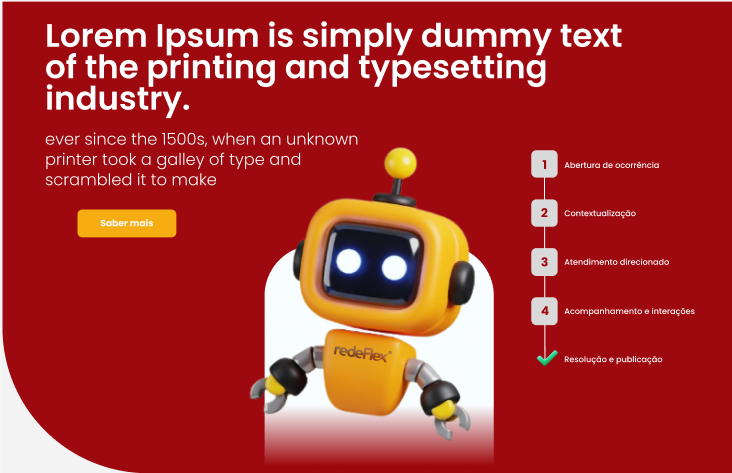 Lorem Ipsum is simply dummy text
of the printing and typesetting
industry.
ever since the 1500s, when an unknown
printer took a galley of type and
scrambled it to make
Saber mais
1 Abertura de ocorrência
2 Contextualização
3 Atendimento direcionado
4 Acompanhamento e interações
Resolução e publicação
redeFlex